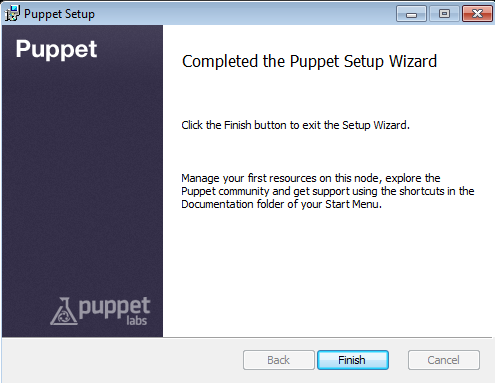 Puppet Setup
Puppet
Completed the Puppet Setup Wizard
Click the Finish button to exit the Setup Wizard.
Manage your first resources on this node, explore the
Puppet community and get support using the shortcuts in the
Documentation folder of your Start Menu.
puppet
labs
Back
Finish
Cancel